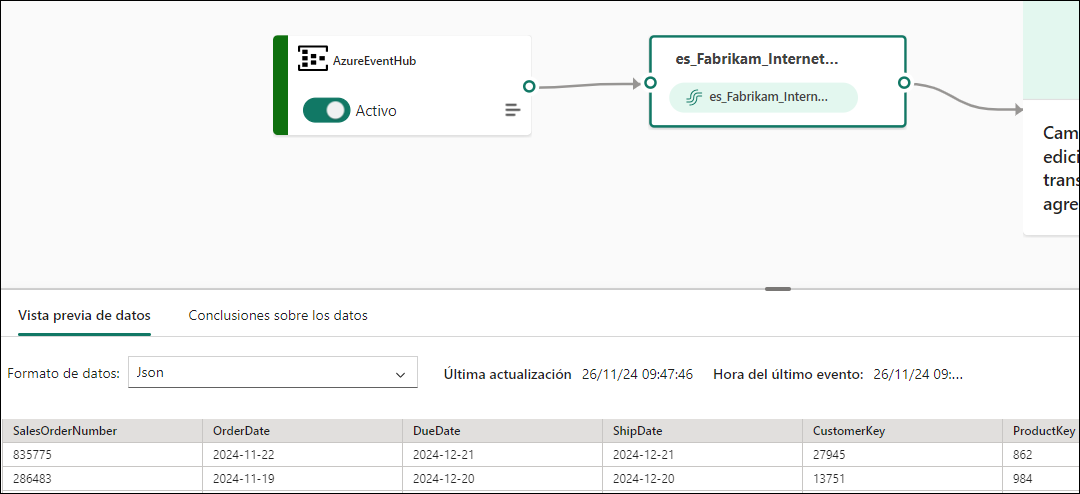 AzureEventHub
Activo
es_Fabrikam_Internet...
es_Fabrikam_Intern...
Cam
edici
trans
agre
Vista previa de datos Conclusiones sobre los datos
Formato de datos: Json Última actualización 26/11/24 09:47:46 Hora del último evento: 26/11/24 09:...
SalesOrderNumber OrderDate DueDate ShipDate CustomerKey ProductKey
835775 2024-11-22 2024-12-21 2024-12-21 27945 862
286483 2024-11-19 2024-12-20 2024-12-20 13751 984